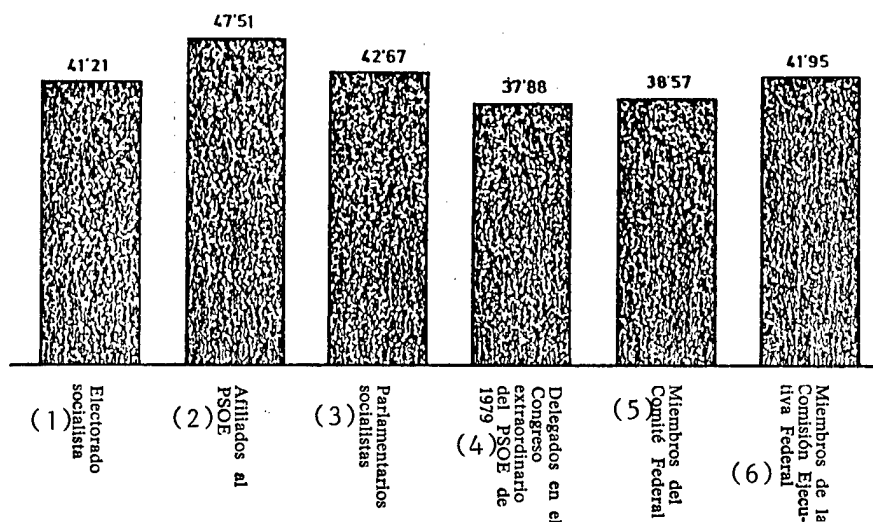 41'21
47'51
42'67
37'88
38'57
41'95
(1)
Electorado
socialista
(2)
Afiliados al
PSOE
(3)
Parlamentarios
socialistas
(4)
Delegados en el
Congreso
extraordinario
del PSOE de
1979
(5)
Miembros del
Comité Federal
(6)
Miembros de la
Comisión Ejecu-
tiva Federal